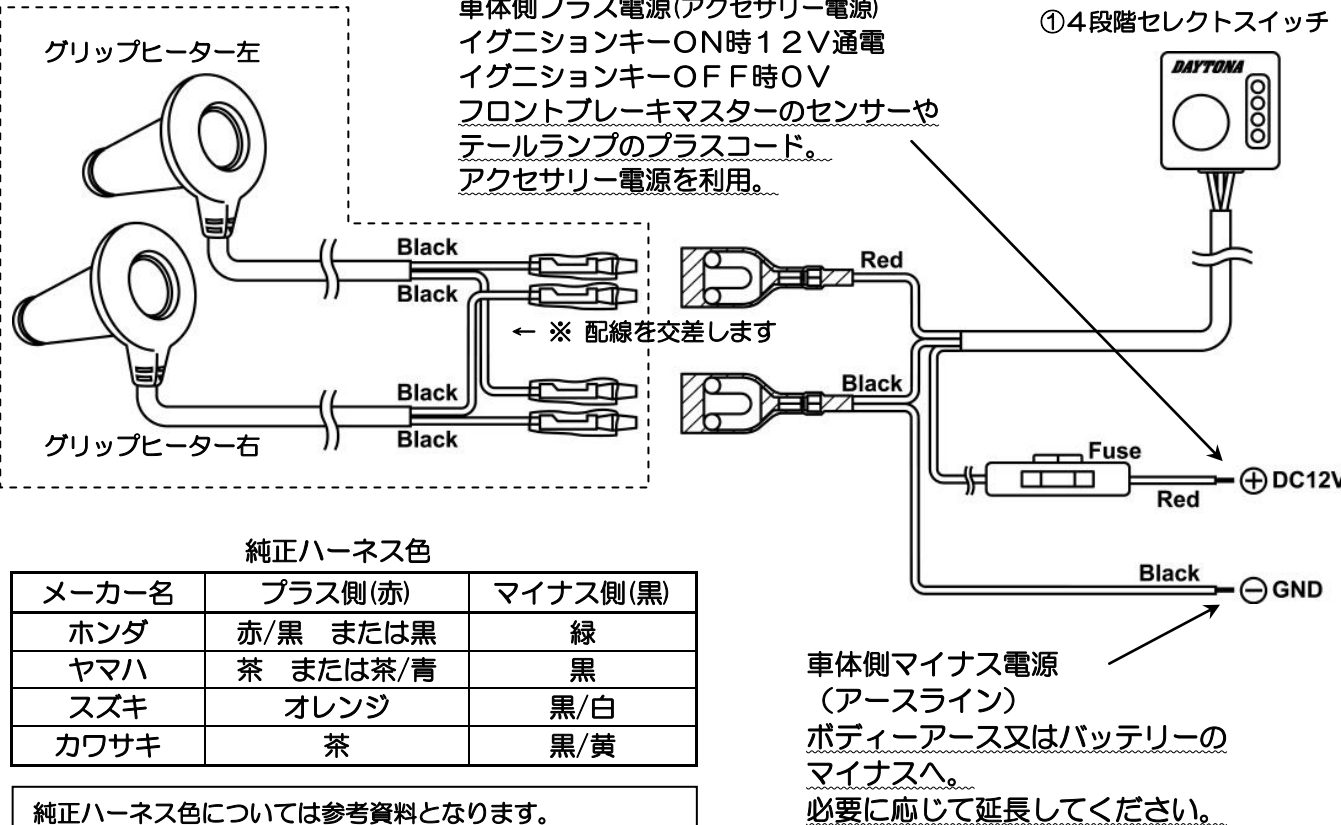 車体側プラス電源(アクセサリー電源)
イグニションキーON時12V通電
イグニションキーOFF時0V
フロントブレーキマスターのセンサーや
テールランプのプラスコード。
アクセサリー電源を利用。
①4段階セレクトスイッチ
DAYTONA
グリップヒーター左
Black
Black
← ※ 配線を交差します
Black
Black
グリップヒーター右
Red
Black
Fuse
Red
⊕ DC12V
Black
⊖ GND
車体側マイナス電源
(アースライン)
ボディーアース又はバッテリーの
マイナスへ。
必要に応じて延長してください。
純正ハーネス色
メーカー名 プラス側(赤) マイナス側(黒)
ホンダ 赤/黒 または黒 緑
ヤマハ 茶 または茶/青 黒
スズキ オレンジ 黒/白
カワサキ 茶 黒/黄
純正ハーネス色については参考資料となります。